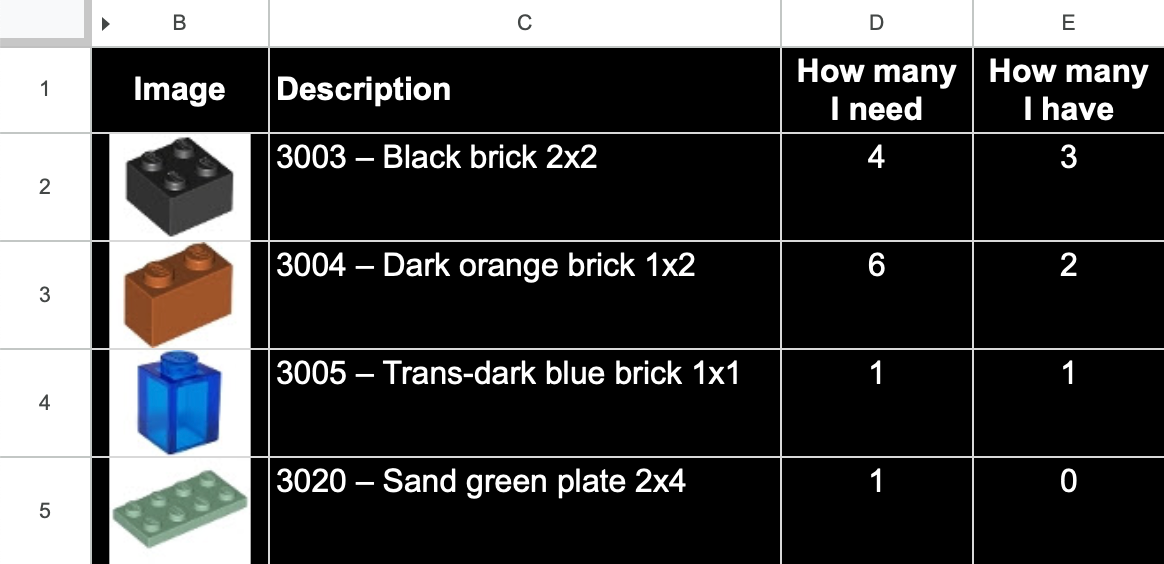 B C D E
1 Image Description How many I need How many I have
2 3003 – Black brick 2x2 4 3
3 3004 – Dark orange brick 1x2 6 2
4 3005 – Trans-dark blue brick 1x1 1 1
5 3020 – Sand green plate 2x4 1 0